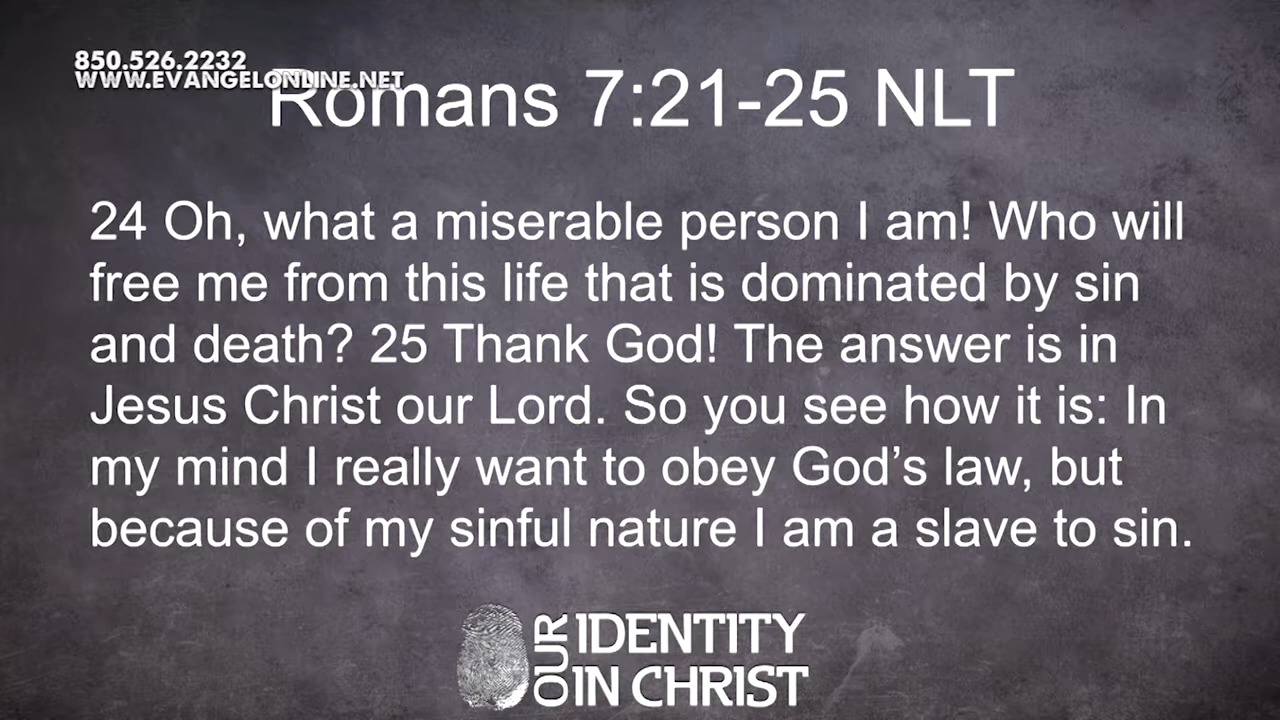 850.526.2232
WWW.EVANGELONLINE.NET
Romans 7:21-25 NLT
24 Oh, what a miserable person I am! Who will
free me from this life that is dominated by sin
and death? 25 Thank God! The answer is in
Jesus Christ our Lord. So you see how it is: In
my mind I really want to obey God’s law, but
because of my sinful nature I am a slave to sin.
OUR
IDENTITY
IN CHRIST